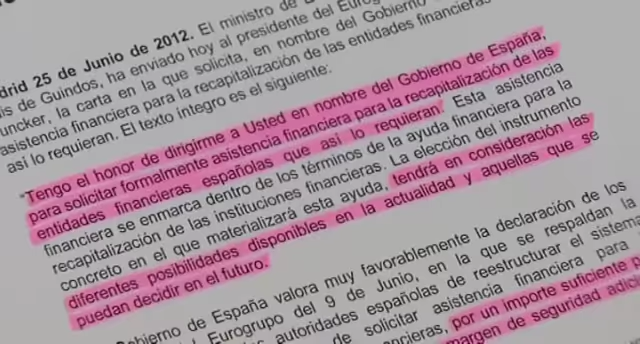 drid 25 de Junio de 2012. El ministro de
is de Guindos, ha enviado hoy al presidente del
uncker, la carta en la que solicita, en nombre del Gobierno
asistencia financiera para la recapitalización de las entidades financieras
así lo requieran. El texto integro es el siguiente:
"Tengo el honor de dirigirme a Usted en nombre del Gobierno de España,
para solicitar formalmente asistencia financiera para la recapitalización de las
entidades financieras españolas que así lo requieran. Esta asistencia
financiera se enmarca dentro de los términos de la ayuda financiera para la
recapitalización de las instituciones financieras. La elección del instrumento
concreto en el que materializará esta ayuda, tendrá en consideración las
diferentes posibilidades disponibles en la actualidad y aquellas que se
puedan decidir en el futuro.
bierno de España valora muy favorablemente la declaración de los
Eurogrupo del 9 de Junio, en la que se respaldan la
autoridades españolas de reestructurar el sistema
de solicitar asistencia financiera para
ncieras, por un importe suficiente p
margen de seguridad adic